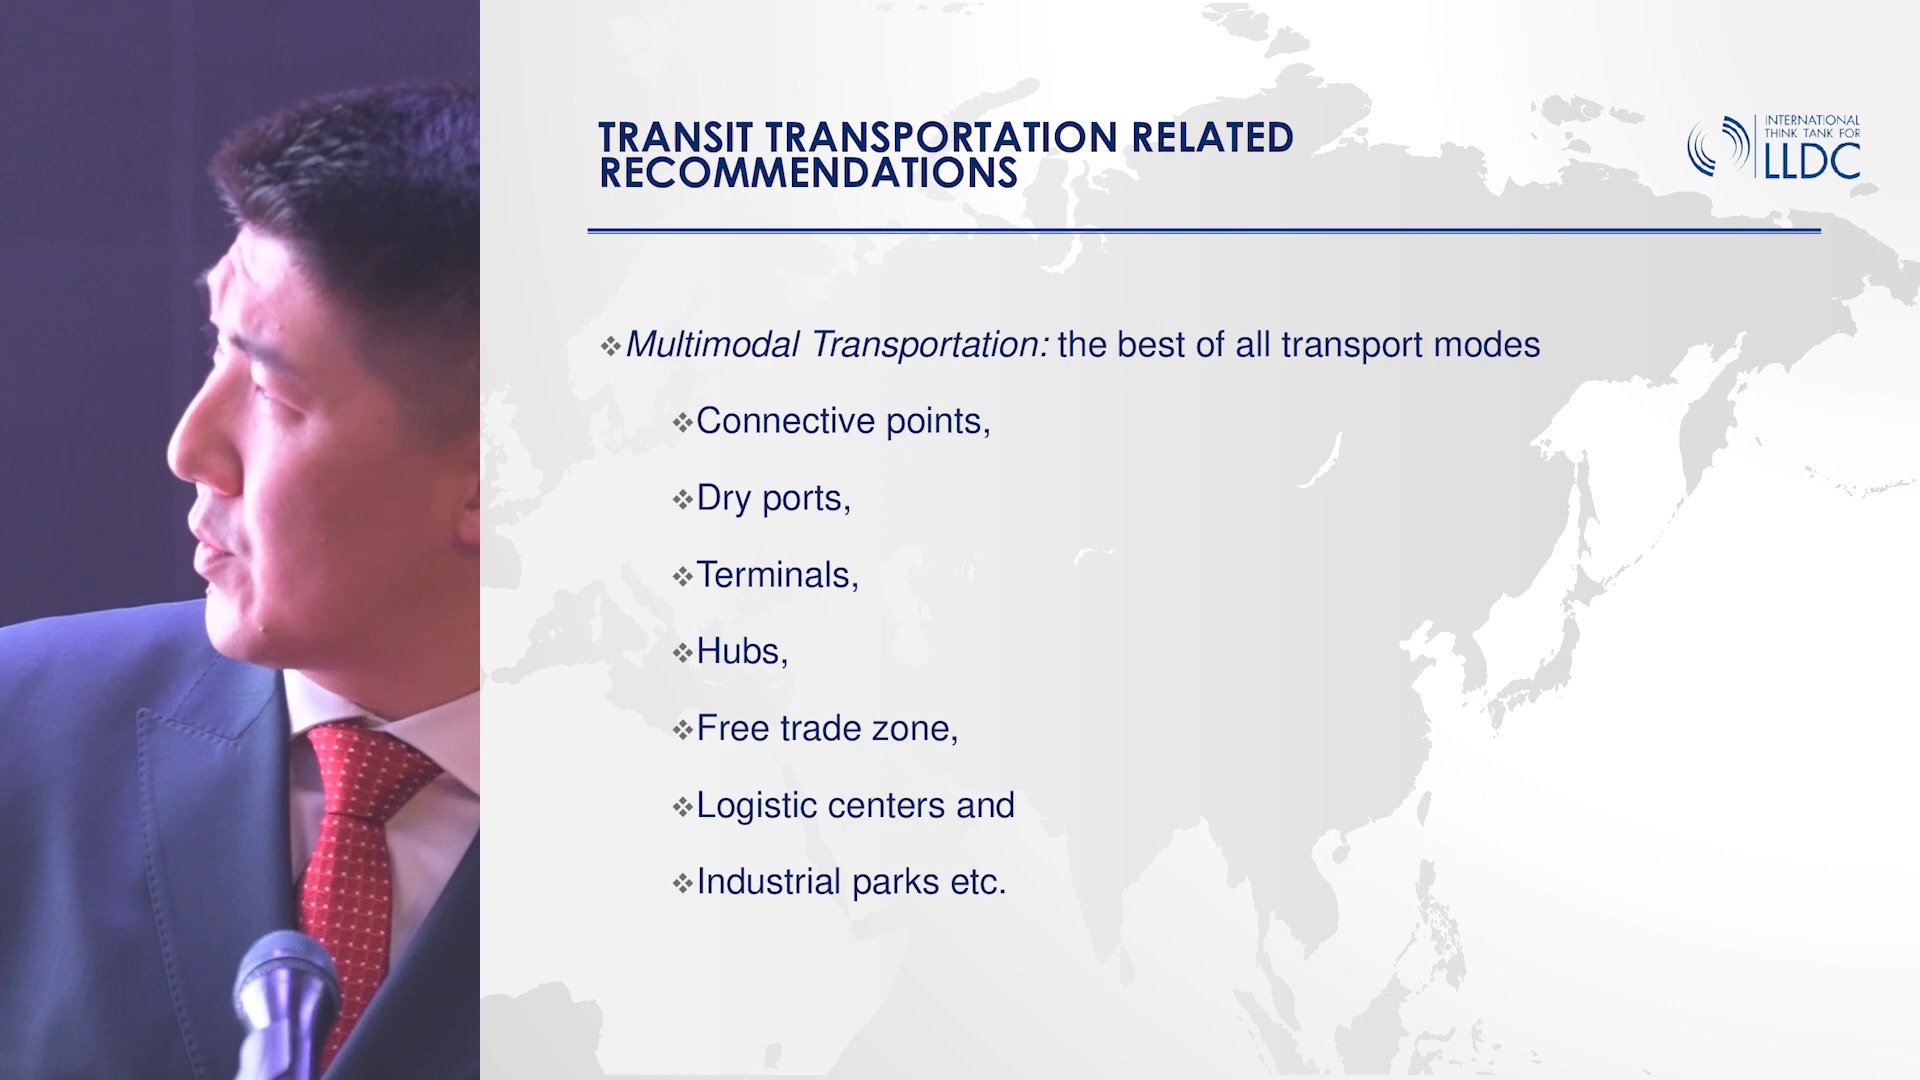 TRANSIT TRANSPORTATION RELATED
RECOMMENDATIONS
INTERNATIONAL
THINK TANK FOR
LLDC
Multimodal Transportation: the best of all transport modes
Connective points,
Dry ports,
Terminals,
Hubs,
Free trade zone,
Logistic centers and
Industrial parks etc.